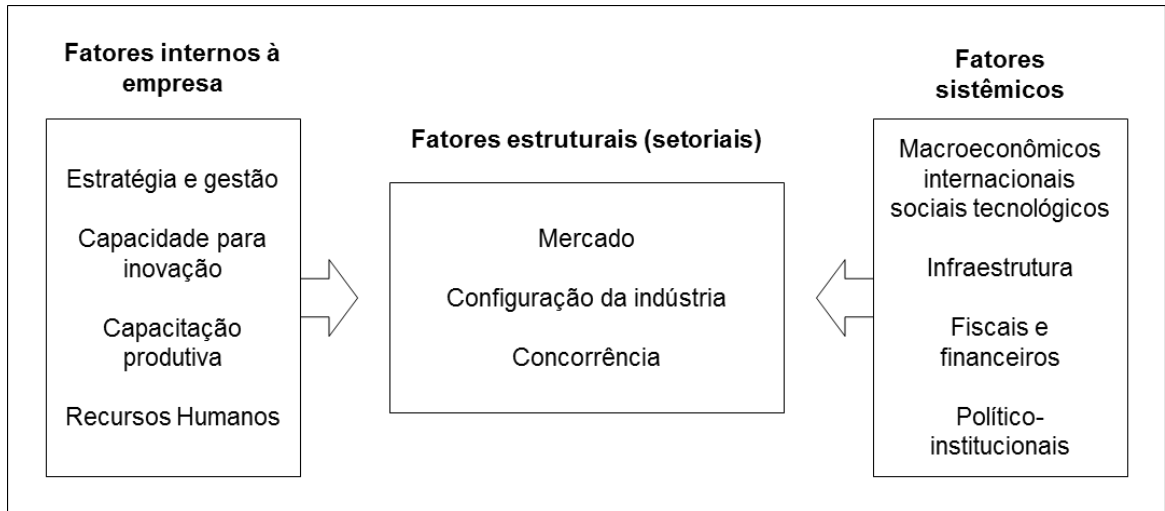 Fatores internos à
empresa
Estratégia e gestão
Capacidade para
inovação
Capacitação
produtiva
Recursos Humanos
Fatores estruturais (setoriais)
Mercado
Configuração da indústria
Concorrência
Fatores
sistêmicos
Macroeconômicos
internacionais
sociais tecnológicos
Infraestrutura
Fiscais e
financeiros
Político-
institucionais